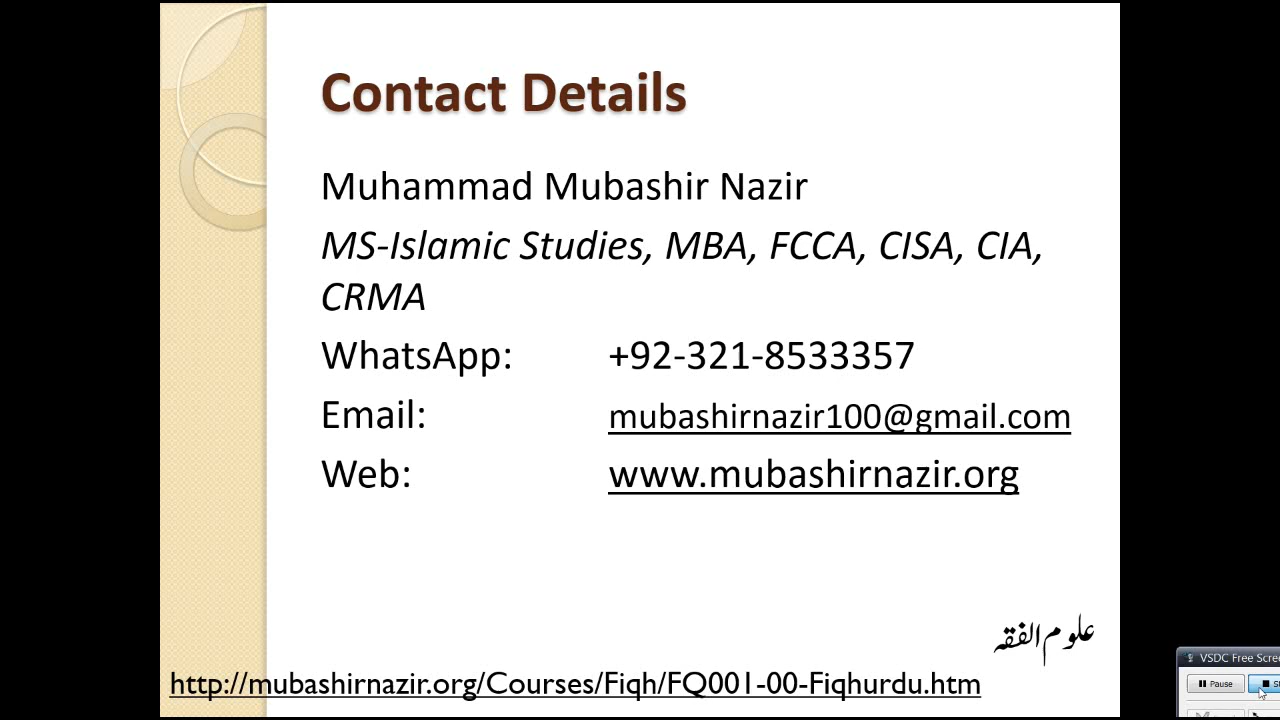 Contact Details
Muhammad Mubashir Nazir
MS-Islamic Studies, MBA, FCCA, CISA, CIA,
CRMA
WhatsApp: +92-321-8533357
Email: mubashirnazir100@gmail.com
Web: www.mubashirnazir.org
علوم الفقہ
http://mubashirnazir.org/Courses/Fiqh/FQ001-00-Fiqhurdu.htm
VSDC Free
Pause